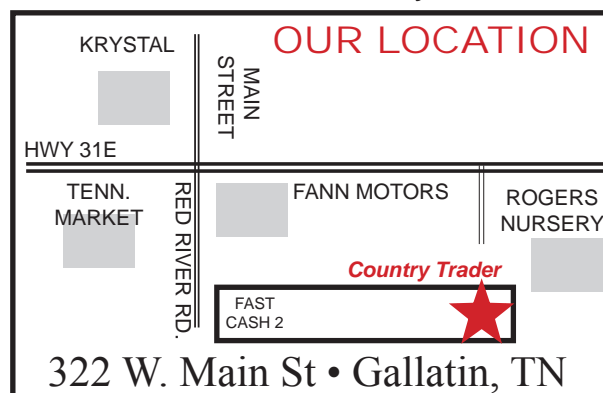 OUR LOCATION
KRYSTAL
MAIN
STREET
HWY 31E
TENN.
MARKET
RED RIVER RD.
FANN MOTORS
ROGERS
NURSERY
Country Trader
FAST
CASH 2
322 W. Main St • Gallatin, TN